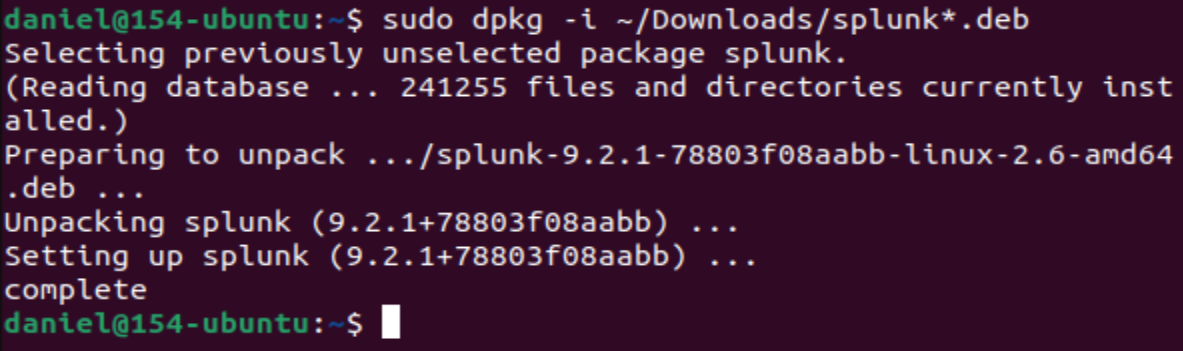 daniel@154-ubuntu:~$ sudo dpkg -i ~/Downloads/splunk*.deb
Selecting previously unselected package splunk.
(Reading database ... 241255 files and directories currently inst
alled.)
Preparing to unpack .../splunk-9.2.1-78803f08aabb-linux-2.6-amd64
.deb ...
Unpacking splunk (9.2.1+78803f08aabb) ...
Setting up splunk (9.2.1+78803f08aabb) ...
complete
daniel@154-ubuntu:~$